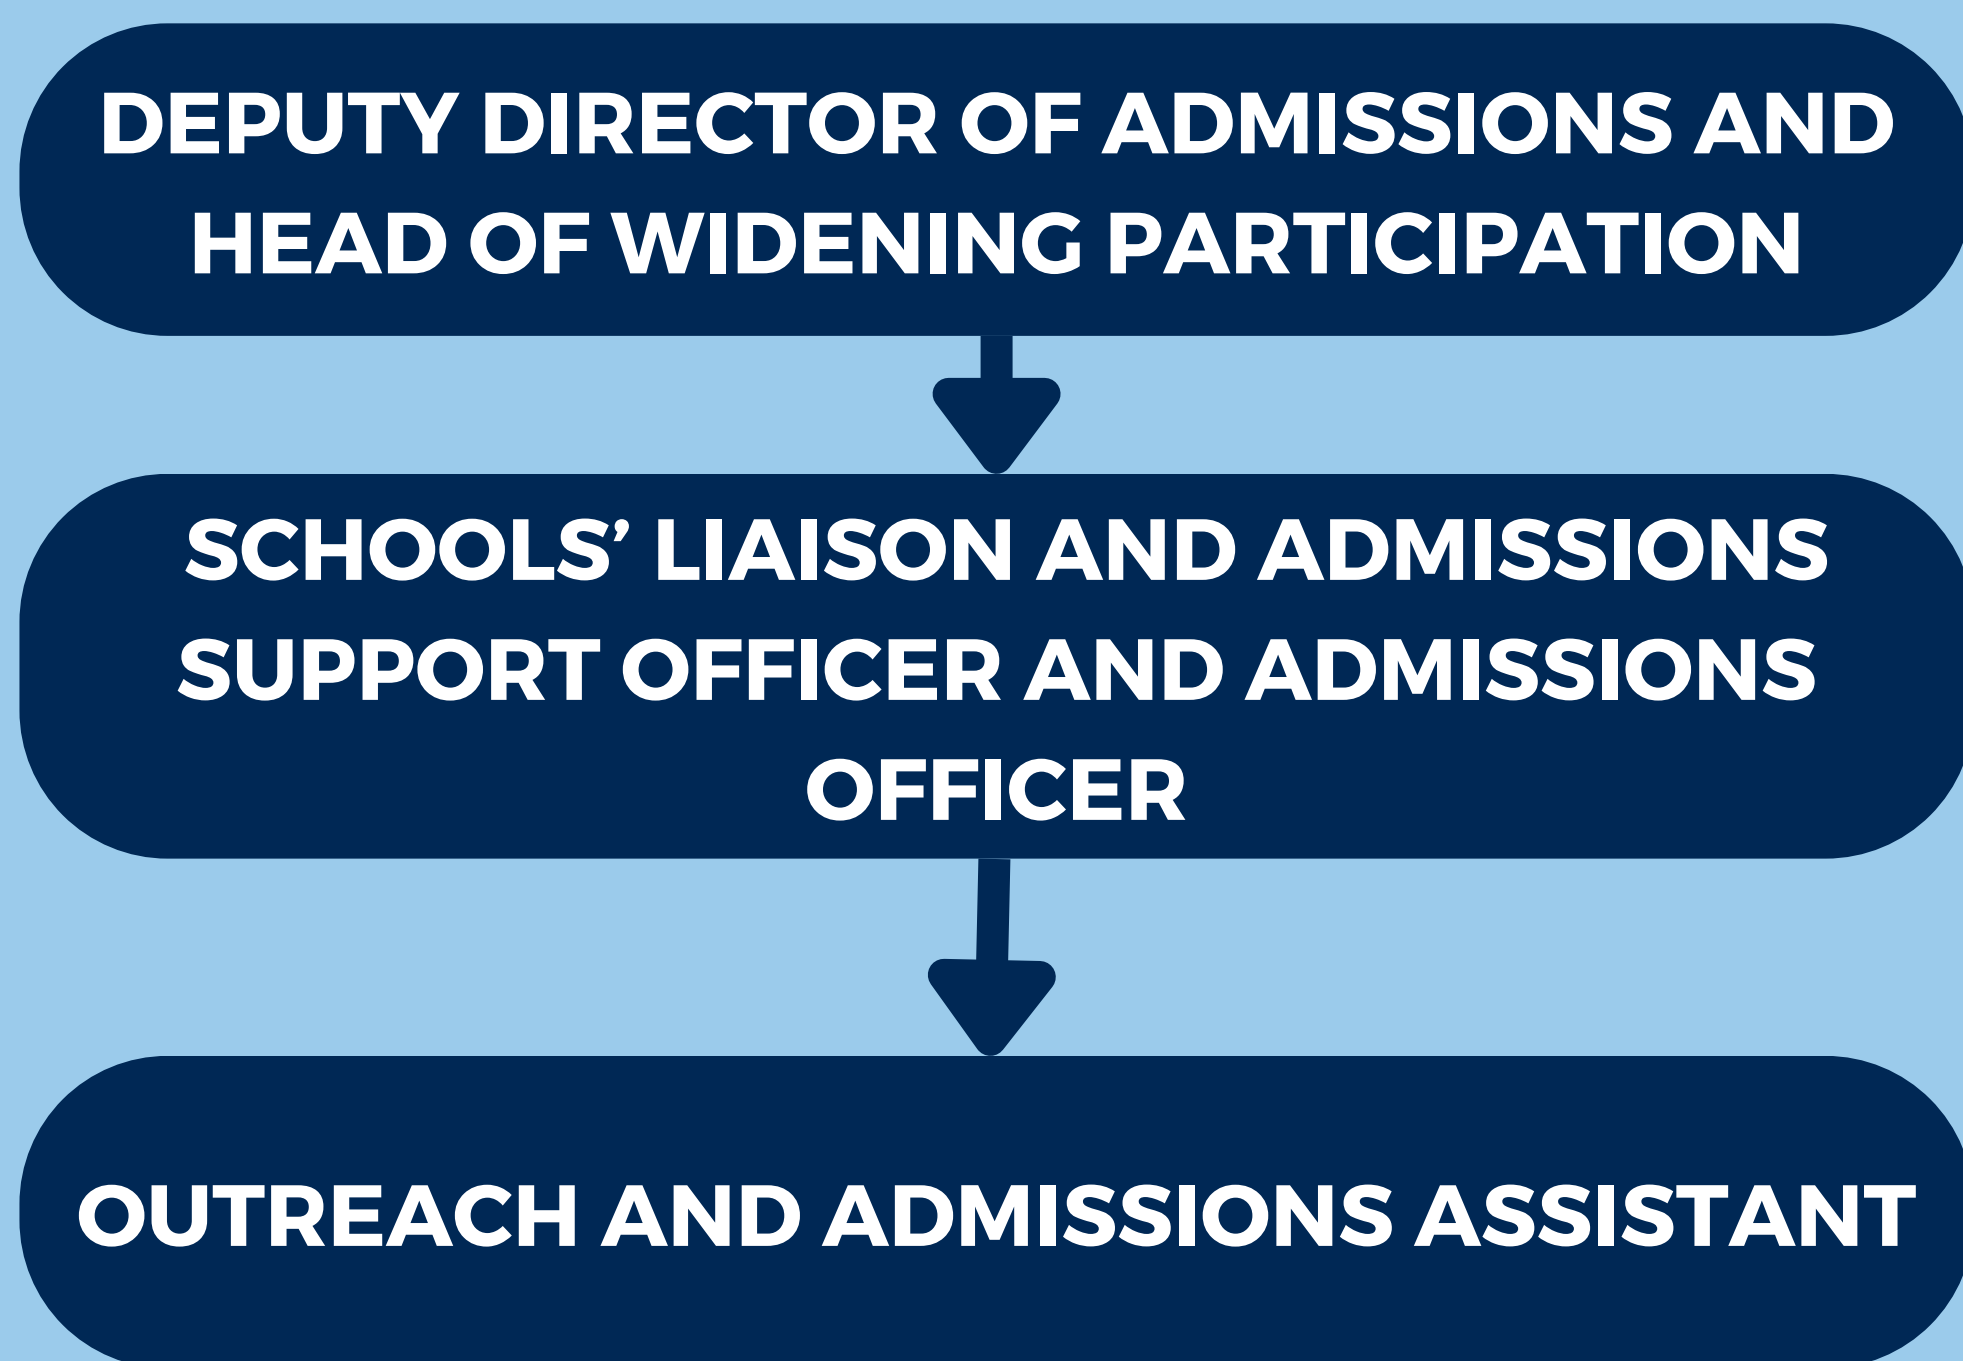 DEPUTY DIRECTOR OF ADMISSIONS AND
HEAD OF WIDENING PARTICIPATION
SCHOOLS’ LIAISON AND ADMISSIONS
SUPPORT OFFICER AND ADMISSIONS
OFFICER
OUTREACH AND ADMISSIONS ASSISTANT